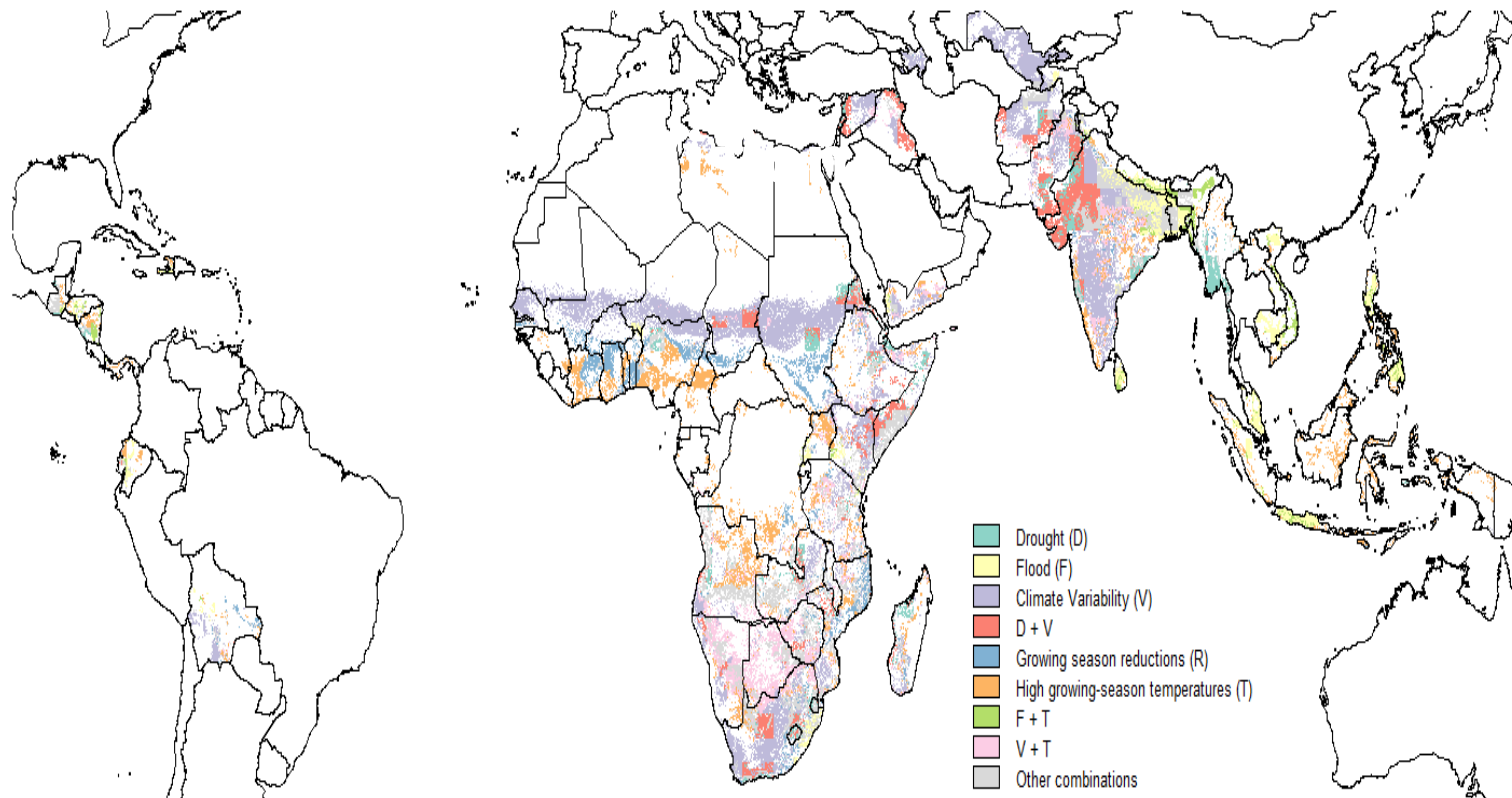 Drought (D)
Flood (F)
Climate Variability (V)
D + V
Growing season reductions (R)
High growing-season temperatures (T)
F + T
V + T
Other combinations